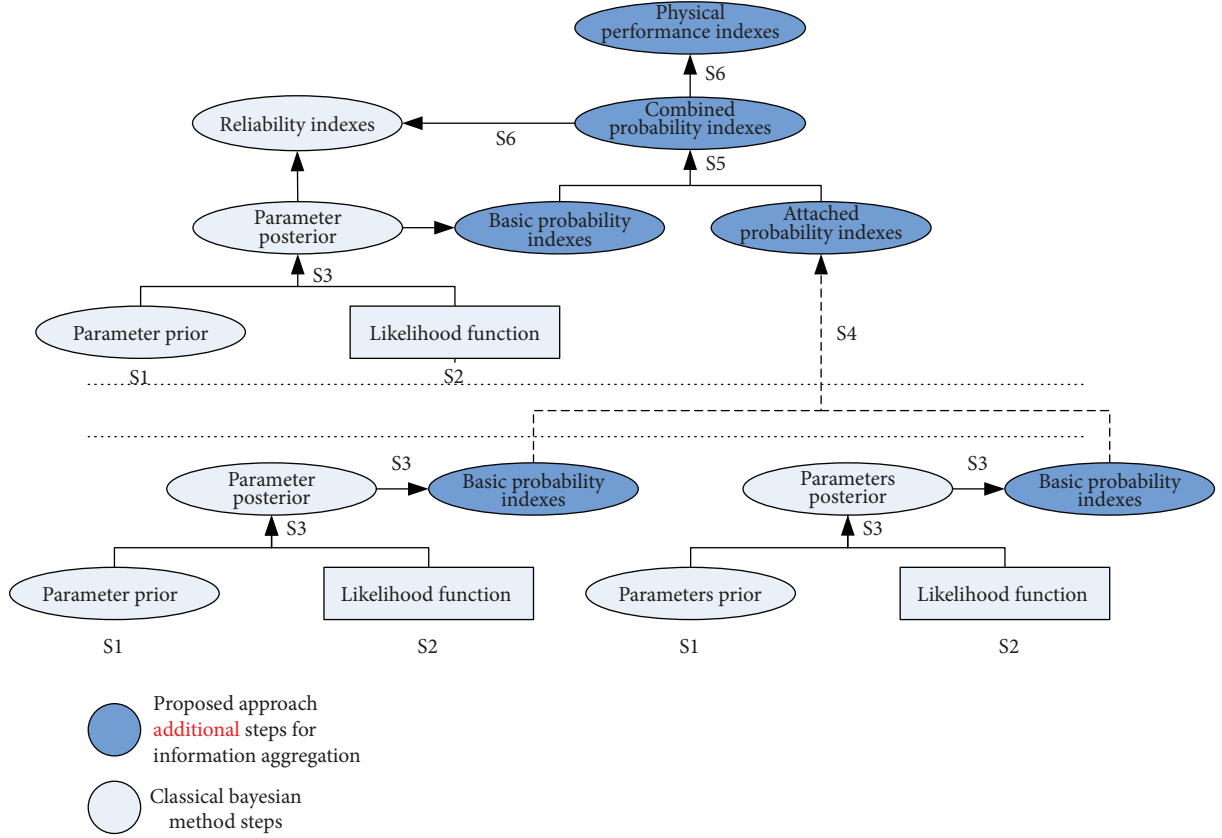 Physical
performance indexes
S6
Combined
probability indexes
Reliability indexes
S6
S5
Parameter
posterior
Basic probability
indexes
Attached
probability indexes
S3
Parameter prior
Likelihood function
S4
S1
S2
Parameter
posterior
S3
Basic probability
indexes
Parameters
posterior
S3
Basic probability
indexes
S3
S3
Parameter prior
Likelihood function
Parameters prior
Likelihood function
S1
S2
S1
S2
Proposed approach
additional steps for
information aggregation
Classical bayesian
method steps